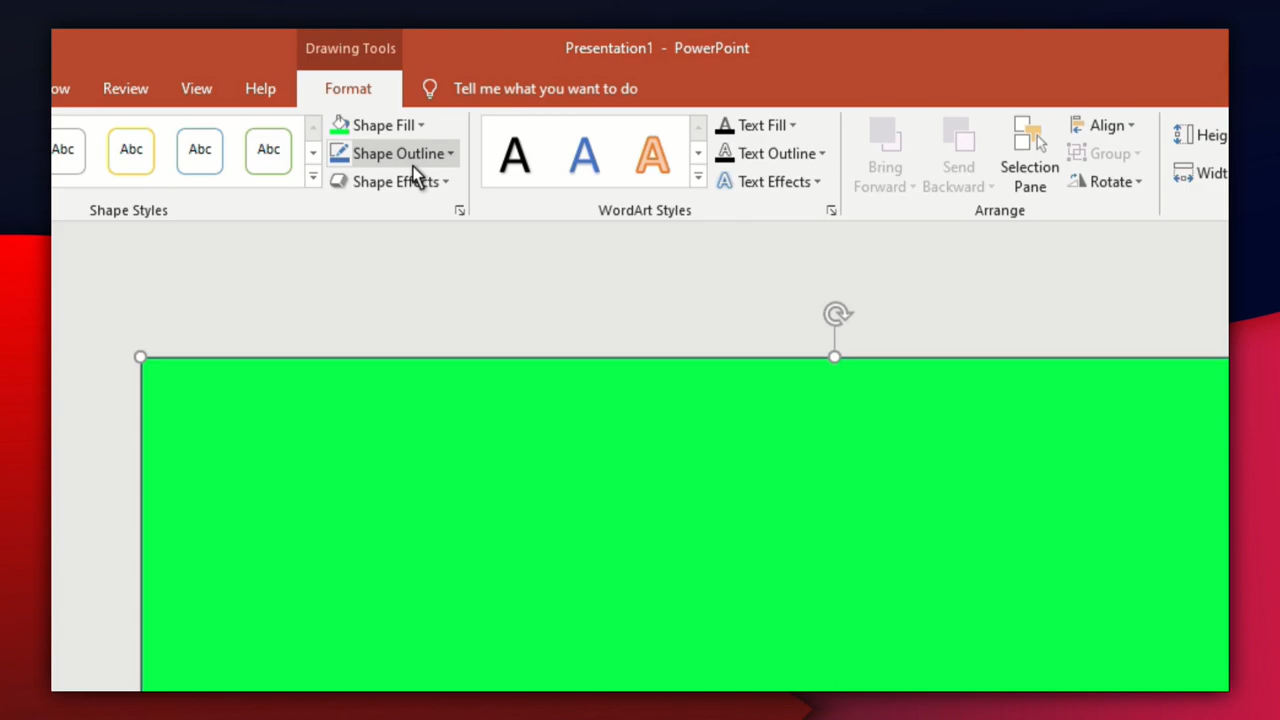 Drawing Tools
Presentation1 - PowerPoint
ow Review View Help Format Tell me what you want to do
Abc Abc Abc Abc
Shape Fill
Shape Outline
Shape Effects
Shape Styles
A A A
Text Fill
Text Outline
Text Effects
WordArt Styles
Bring
Forward
Send
Backward
Selection
Pane
Align
Group
Rotate
Arrange
Heig
Widt